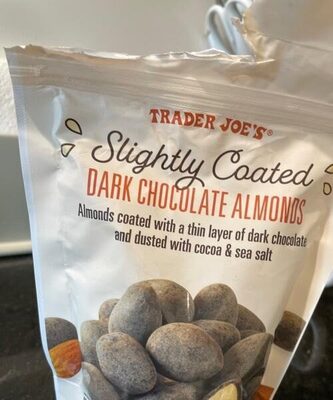 TRADER JOE'S®
Slightly Coated
DARK CHOCOLATE ALMONDS
Almonds coated with a thin layer of dark chocolate
and dusted with cocoa & sea salt